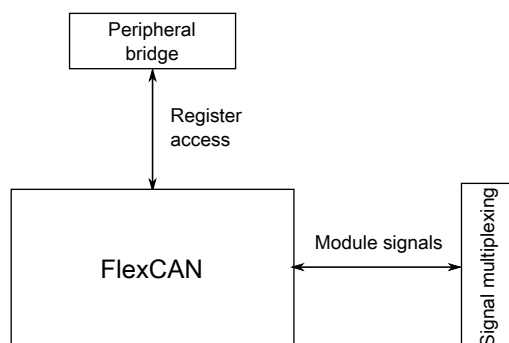 Peripheral
bridge
Register
access
Module signals
FlexCAN
Signal multiplexing